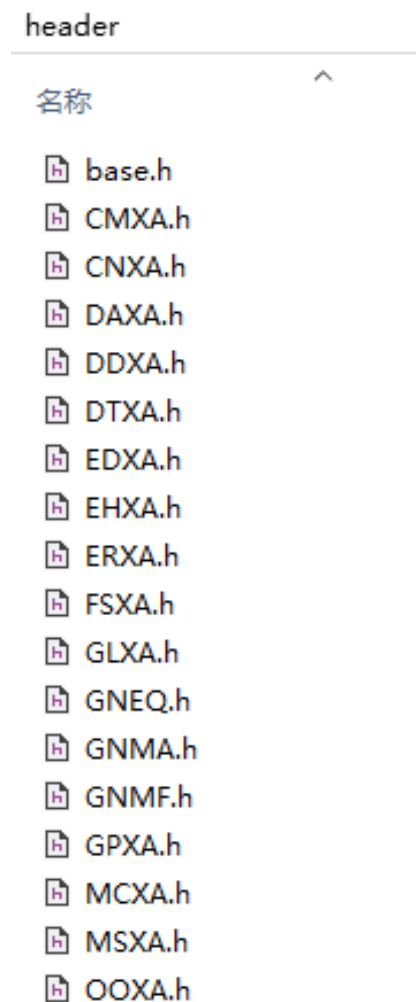 header
名称
base.h
CMXA.h
CNXA.h
DAXA.h
DDXA.h
DTXA.h
EDXA.h
EHXA.h
ERXA.h
FSXA.h
GLXA.h
GNEQ.h
GNMA.h
GNMF.h
GPXA.h
MCXA.h
MSXA.h
OOXA.h